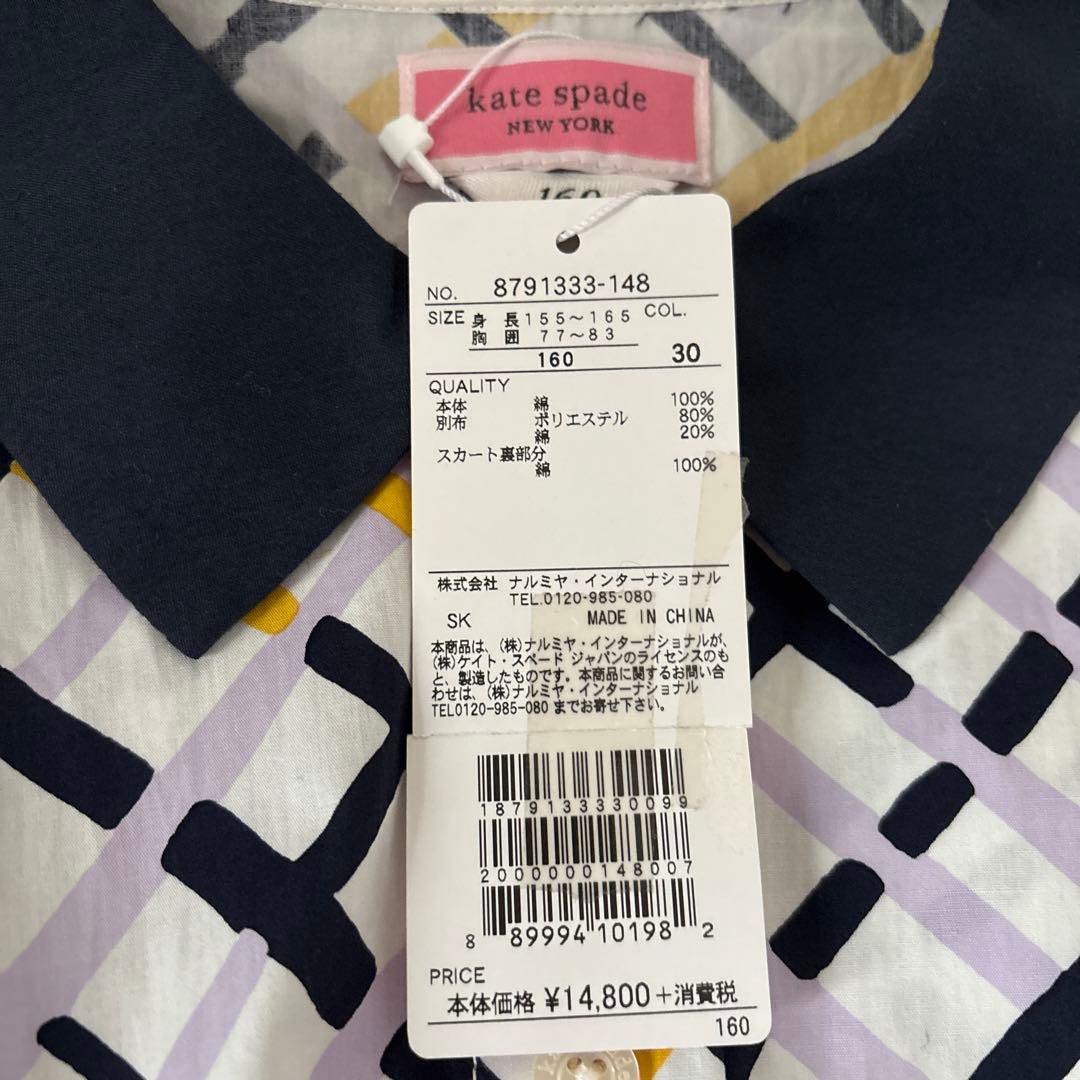 kate spade
NEW YORK
160
NO. 8791333-148
SIZE 身 長 155～165 COL.
胸 囲 77～83
160 30
QUALITY
本体 綿 100%
別布 ポリエステル 80%
綿 20%
スカート裏部分
綿 100%
株式会社 ナルミヤ・インターナショナル
TEL.0120-985-080
SK MADE IN CHINA
本商品は、(株)ナルミヤ・インターナショナルが、
(株)ケイト・スペード ジャパンのライセンスのも
と、製造したものです。本商品に関するお問い合
わせは、(株)ナルミヤ・インターナショナル
TEL0120-985-080 までお寄せ下さい。
1879133330099
2000000148007
8 89994 10198 2
PRICE
本体価格 ¥14,800+消費税
160